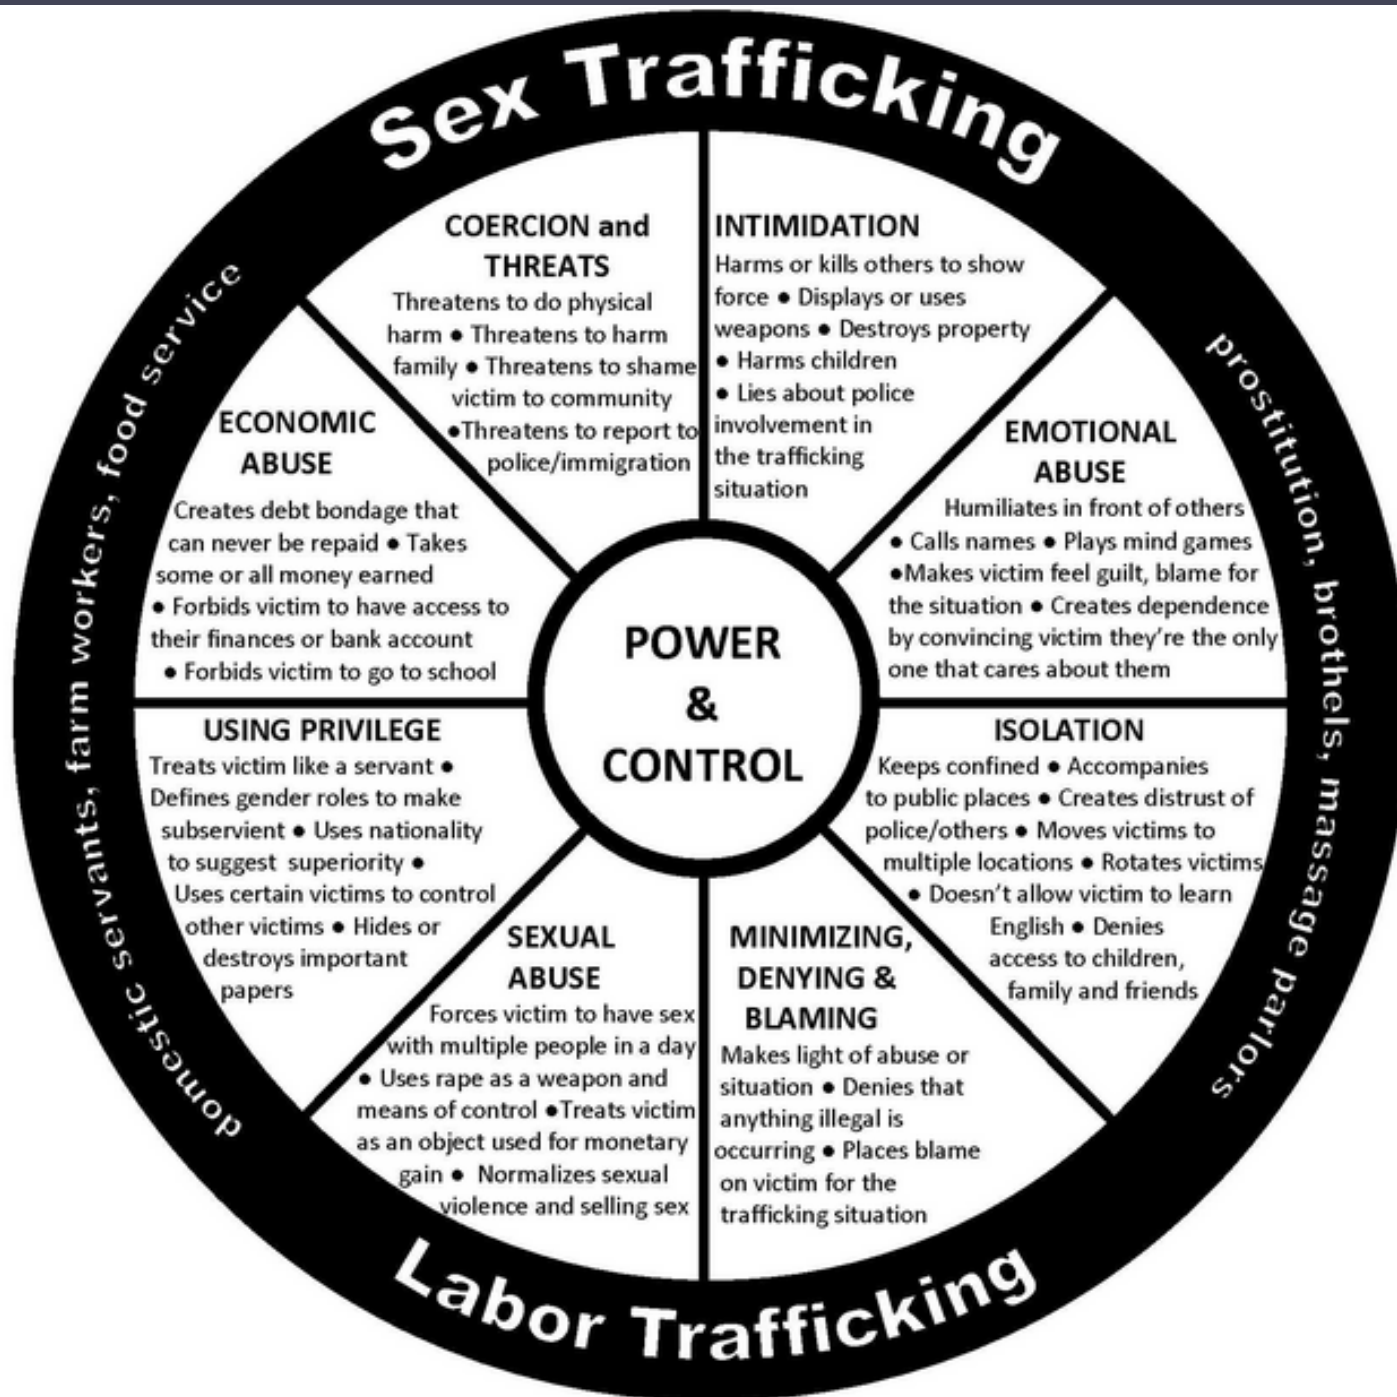 Sex Trafficking
COERCION and
THREATS
Threatens to do physical
harm ● Threatens to harm
family ● Threatens to shame
victim to community
●Threatens to report to
police/immigration
INTIMIDATION
Harms or kills others to show
force ● Displays or uses
weapons ● Destroys property
● Harms children
● Lies about police
involvement in
the trafficking
situation
EMOTIONAL
ABUSE
Humiliates in front of others
● Calls names ● Plays mind games
●Makes victim feel guilt, blame for
the situation ● Creates dependence
by convincing victim they're the only
one that cares about them
ISOLATION
Keeps confined ● Accompanies
to public places ● Creates distrust of
police/others ● Moves victims to
multiple locations ● Rotates victims
● Doesn't allow victim to learn
English ● Denies
access to children,
family and friends
MINIMIZING,
DENYING &
BLAMING
Makes light of abuse or
situation ● Denies that
anything illegal is
occurring ● Places blame
on victim for the
trafficking situation
SEXUAL
ABUSE
Forces victim to have sex
with multiple people in a day
● Uses rape as a weapon and
means of control ●Treats victim
as an object used for monetary
gain ● Normalizes sexual
violence and selling sex
USING PRIVILEGE
Treats victim like a servant ●
Defines gender roles to make
subservient ● Uses nationality
to suggest superiority ●
Uses certain victims to control
other victims ● Hides or
destroys important
papers
ECONOMIC
ABUSE
Creates debt bondage that
can never be repaid ● Takes
some or all money earned
● Forbids victim to have access to
their finances or bank account
● Forbids victim to go to school
POWER
&
CONTROL
domestic servants, farm workers, food service
prostitution, brothels, massage parlors
Labor Trafficking